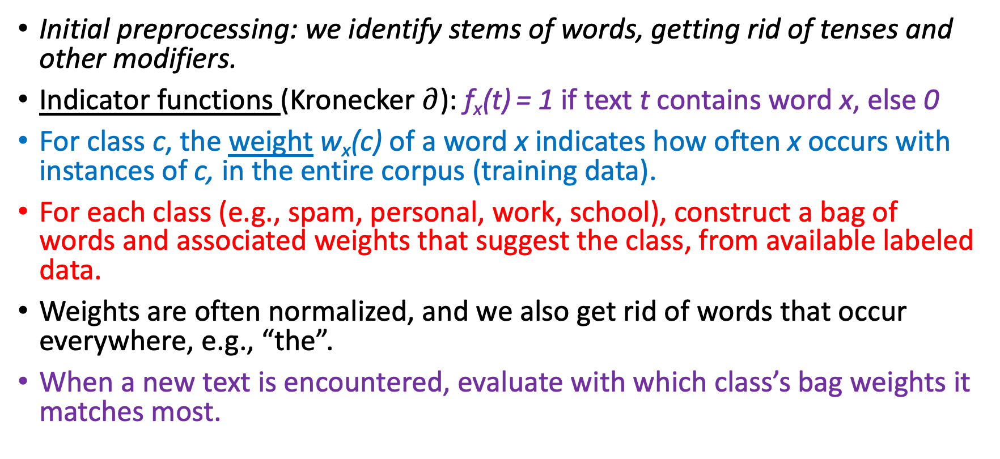 • Initial preprocessing: we identify stems of words, getting rid of tenses and
other modifiers.
• Indicator functions (Kronecker ∂): fx(t) = 1 if text t contains word x, else 0
• For class c, the weight wx(c) of a word x indicates how often x occurs with
instances of c, in the entire corpus (training data).
• For each class (e.g., spam, personal, work, school), construct a bag of
words and associated weights that suggest the class, from available labeled
data.
• Weights are often normalized, and we also get rid of words that occur
everywhere, e.g., “the”.
• When a new text is encountered, evaluate with which class’s bag weights it
matches most.